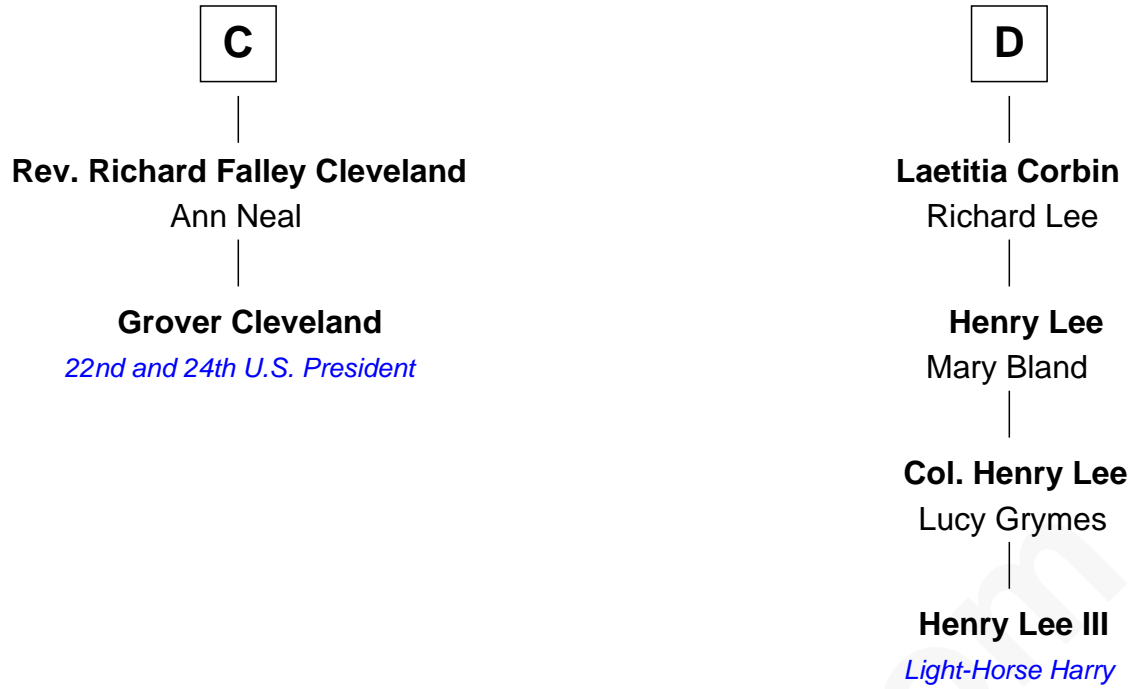 C
Rev. Richard Falley Cleveland
Ann Neal
Grover Cleveland
22nd and 24th U.S. President
D
Laetitia Corbin
Richard Lee
Henry Lee
Mary Bland
Col. Henry Lee
Lucy Grymes
Henry Lee III
Light-Horse Harry